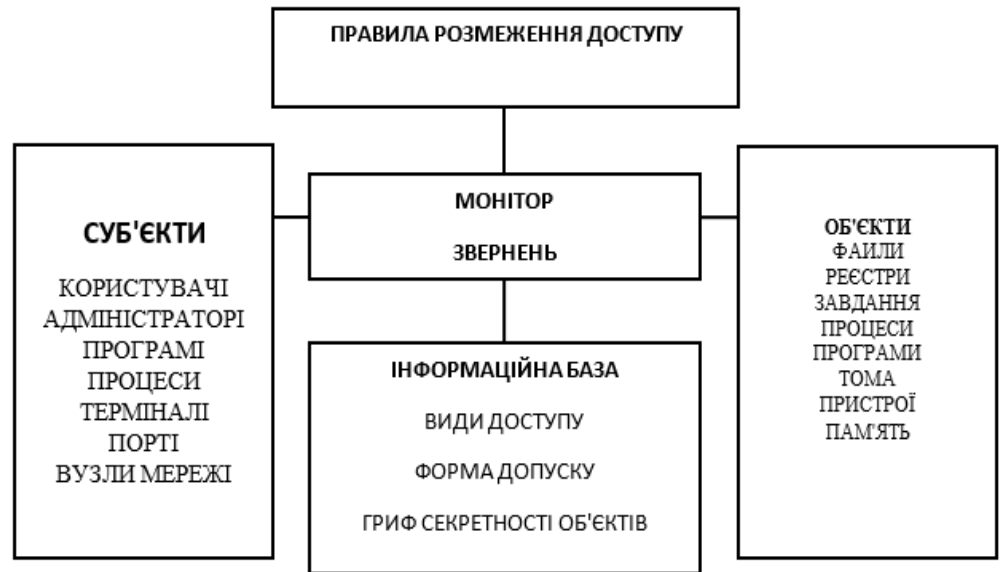 ПРАВИЛА РОЗМЕЖЕННЯ ДОСТУПУ
СУБ'ЄКТИ
КОРИСТУВАЧІ
АДМІНІСТРАТОРІ
ПРОГРАМІ
ПРОЦЕСИ
ТЕРМІНАЛІ
ПОРТІ
ВУЗЛИ МЕРЕЖІ
МОНІТОР
ЗВЕРНЕНЬ
ІНФОРМАЦІЙНА БАЗА
ВИДИ ДОСТУПУ
ФОРМА ДОПУСКУ
ГРИФ СЕКРЕТНОСТІ ОБ'ЄКТІВ
ОБ'ЄКТИ
ФАИЛИ
РЕЄСТРИ
ЗАВДАННЯ
ПРОЦЕСИ
ПРОГРАМИ
ТОМА
ПРИСТРОЇ
ПАМ'ЯТЬ